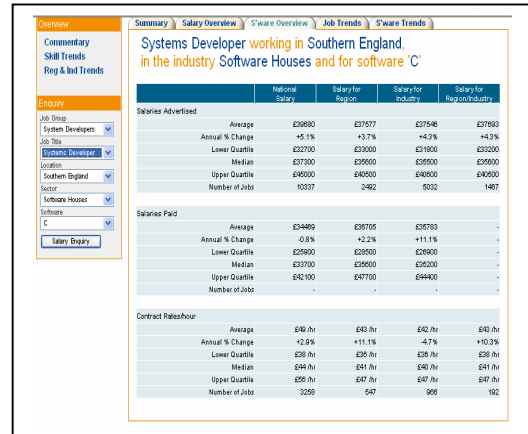 Overview
Commentary
Skill Trends
Reg & Ind Trends
Enquiry
Job Group
System Developers
Job Title
Systems Developer
Location
Southern England
Sector
Software Houses
Software
C
Salary Enquiry
Summary Salary Overview S'ware Overview Job Trends S'ware Trends
Systems Developer working in Southern England,
in the industry Software Houses and for software 'C'
National Salary Salary for Region Salary for Industry Salary for Region/Industry
Salaries Advertised
Average £39680 £37577 £37546 £37693
Annual % Change +5.1% +3.7% +4.3% +4.3%
Lower Quartile £32700 £33000 £31800 £33200
Median £37300 £35600 £35500 £35600
Upper Quartile £45000 £40500 £40600 £40600
Number of Jobs 10337 2492 5032 1467
Salaries Paid
Average £34469 £36705 £35783 -
Annual % Change -0.8% +2.2% +11.1% -
Lower Quartile £25900 £28500 £26900 -
Median £33700 £35600 £35200 -
Upper Quartile £42100 £47700 £44400 -
Number of Jobs - - - -
Contract Rates/hour
Average £49 /hr £43 /hr £42 /hr £43 /hr
Annual % Change +2.9% +11.1% -4.7% +10.3%
Lower Quartile £38 /hr £36 /hr £36 /hr £38 /hr
Median £44 /hr £41 /hr £40 /hr £41 /hr
Upper Quartile £56 /hr £47 /hr £47 /hr £47 /hr
Number of Jobs 3258 547 966 192